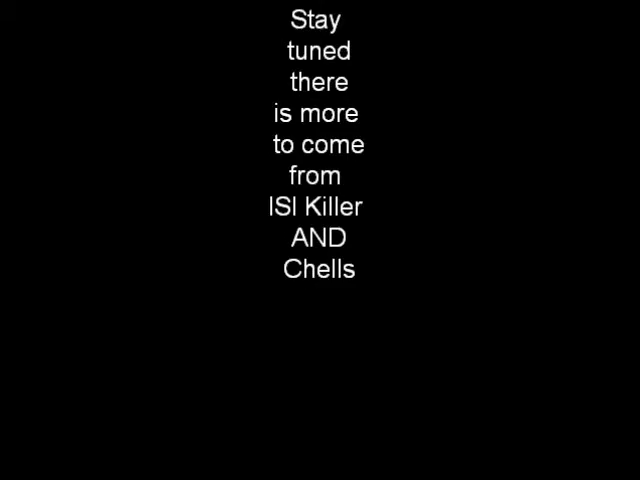 Stay
tuned
there
is more
to come
from
ISI Killer
AND
Chells